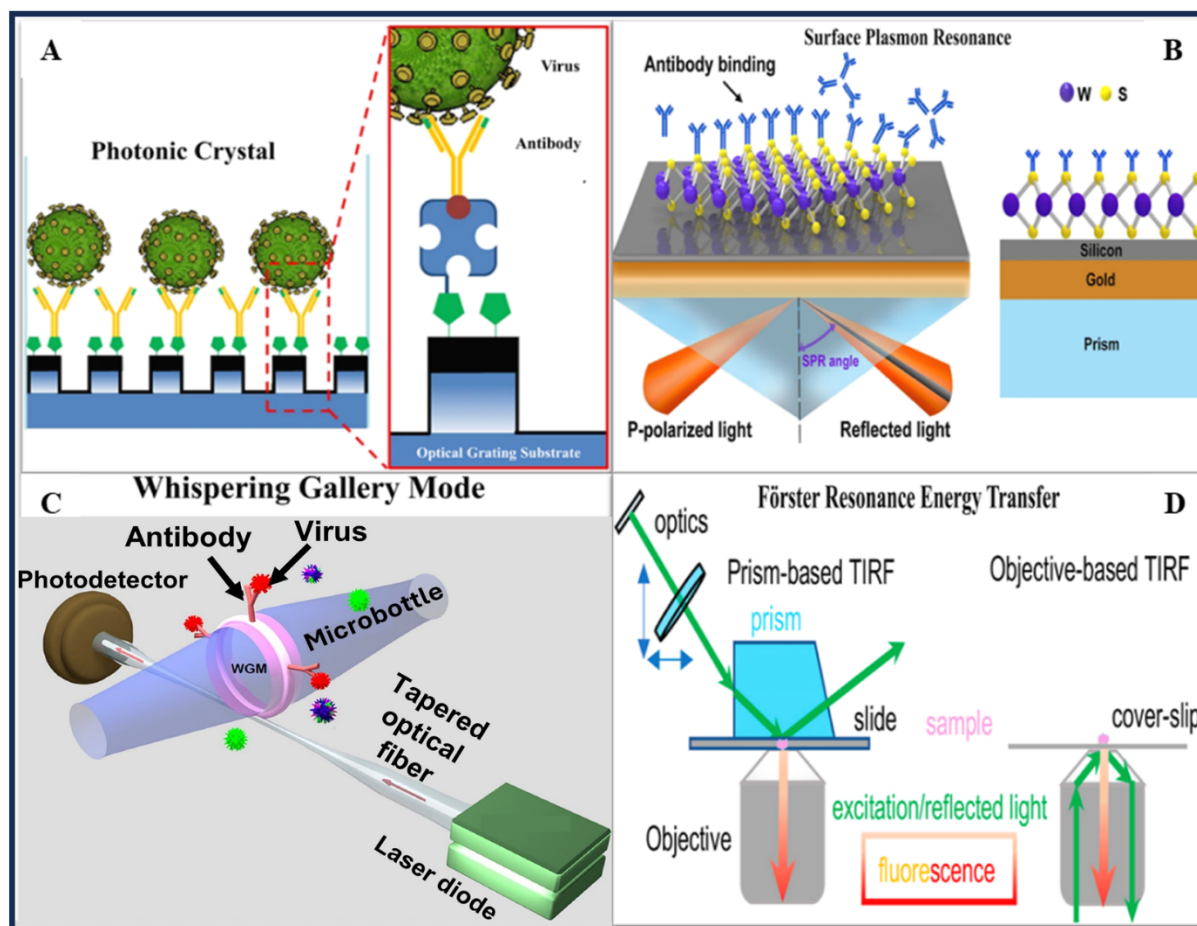 A
Photonic Crystal
Virus
Antibody
Optical Grating Substrate
Surface Plasmon Resonance
B
Antibody binding
W S
SPR angle
P-polarized light
Reflected light
Silicon
Gold
Prism
C
Whispering Gallery Mode
Antibody
Virus
Photodetector
Microbottle
WGM
Tapered
optical
fiber
Laser diode
Förster Resonance Energy Transfer
D
optics
Prism-based TIRF
Objective-based TIRF
prism
slide
sample
cover-slip
excitation/reflected light
Objective
fluorescence